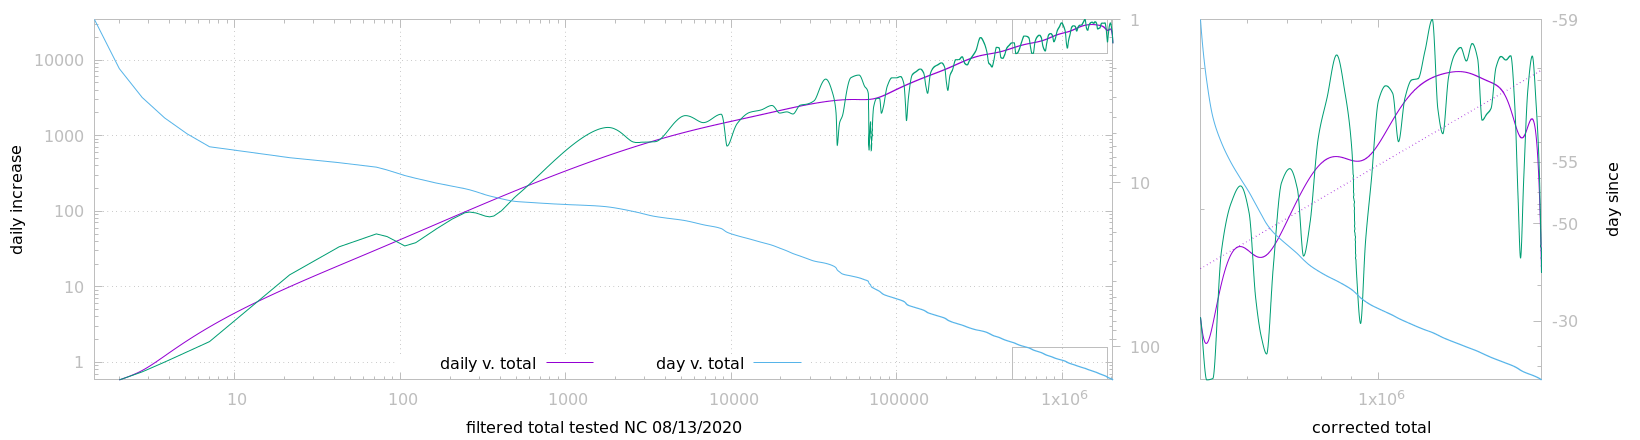 10000
1000
100
10
1
daily increase
10
100
1000
10000
100000
1x10^6
filtered total tested NC 08/13/2020
daily v. total
day v. total
1
10
100
-59
-55
-50
-30
day since
1x10^6
corrected total